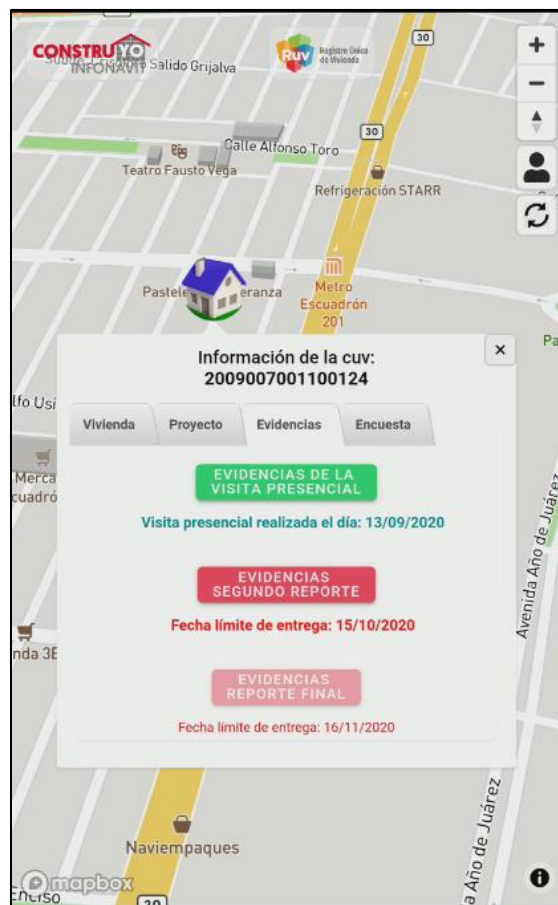 CONSTRUYO
INFONAVIT
Ruv
Registro Único
de Vivienda
Salido Grijalva
30
Calle Alfonso Toro
30
Teatro Fausto Vega
Refrigeración STARR
Metro
Escuadrón
201
Información de la cuv:
2009007001100124
Vivienda
Proyecto
Evidencias
Encuesta
EVIDENCIAS DE LA
VISITA PRESENCIAL
Visita presencial realizada el día: 13/09/2020
EVIDENCIAS
SEGUNDO REPORTE
Fecha límite de entrega: 15/10/2020
EVIDENCIAS
REPORTE FINAL
Fecha límite de entrega: 16/11/2020
Avenida Año de Juárez
Naviempaques
a Año de Juárez
mapbox
30